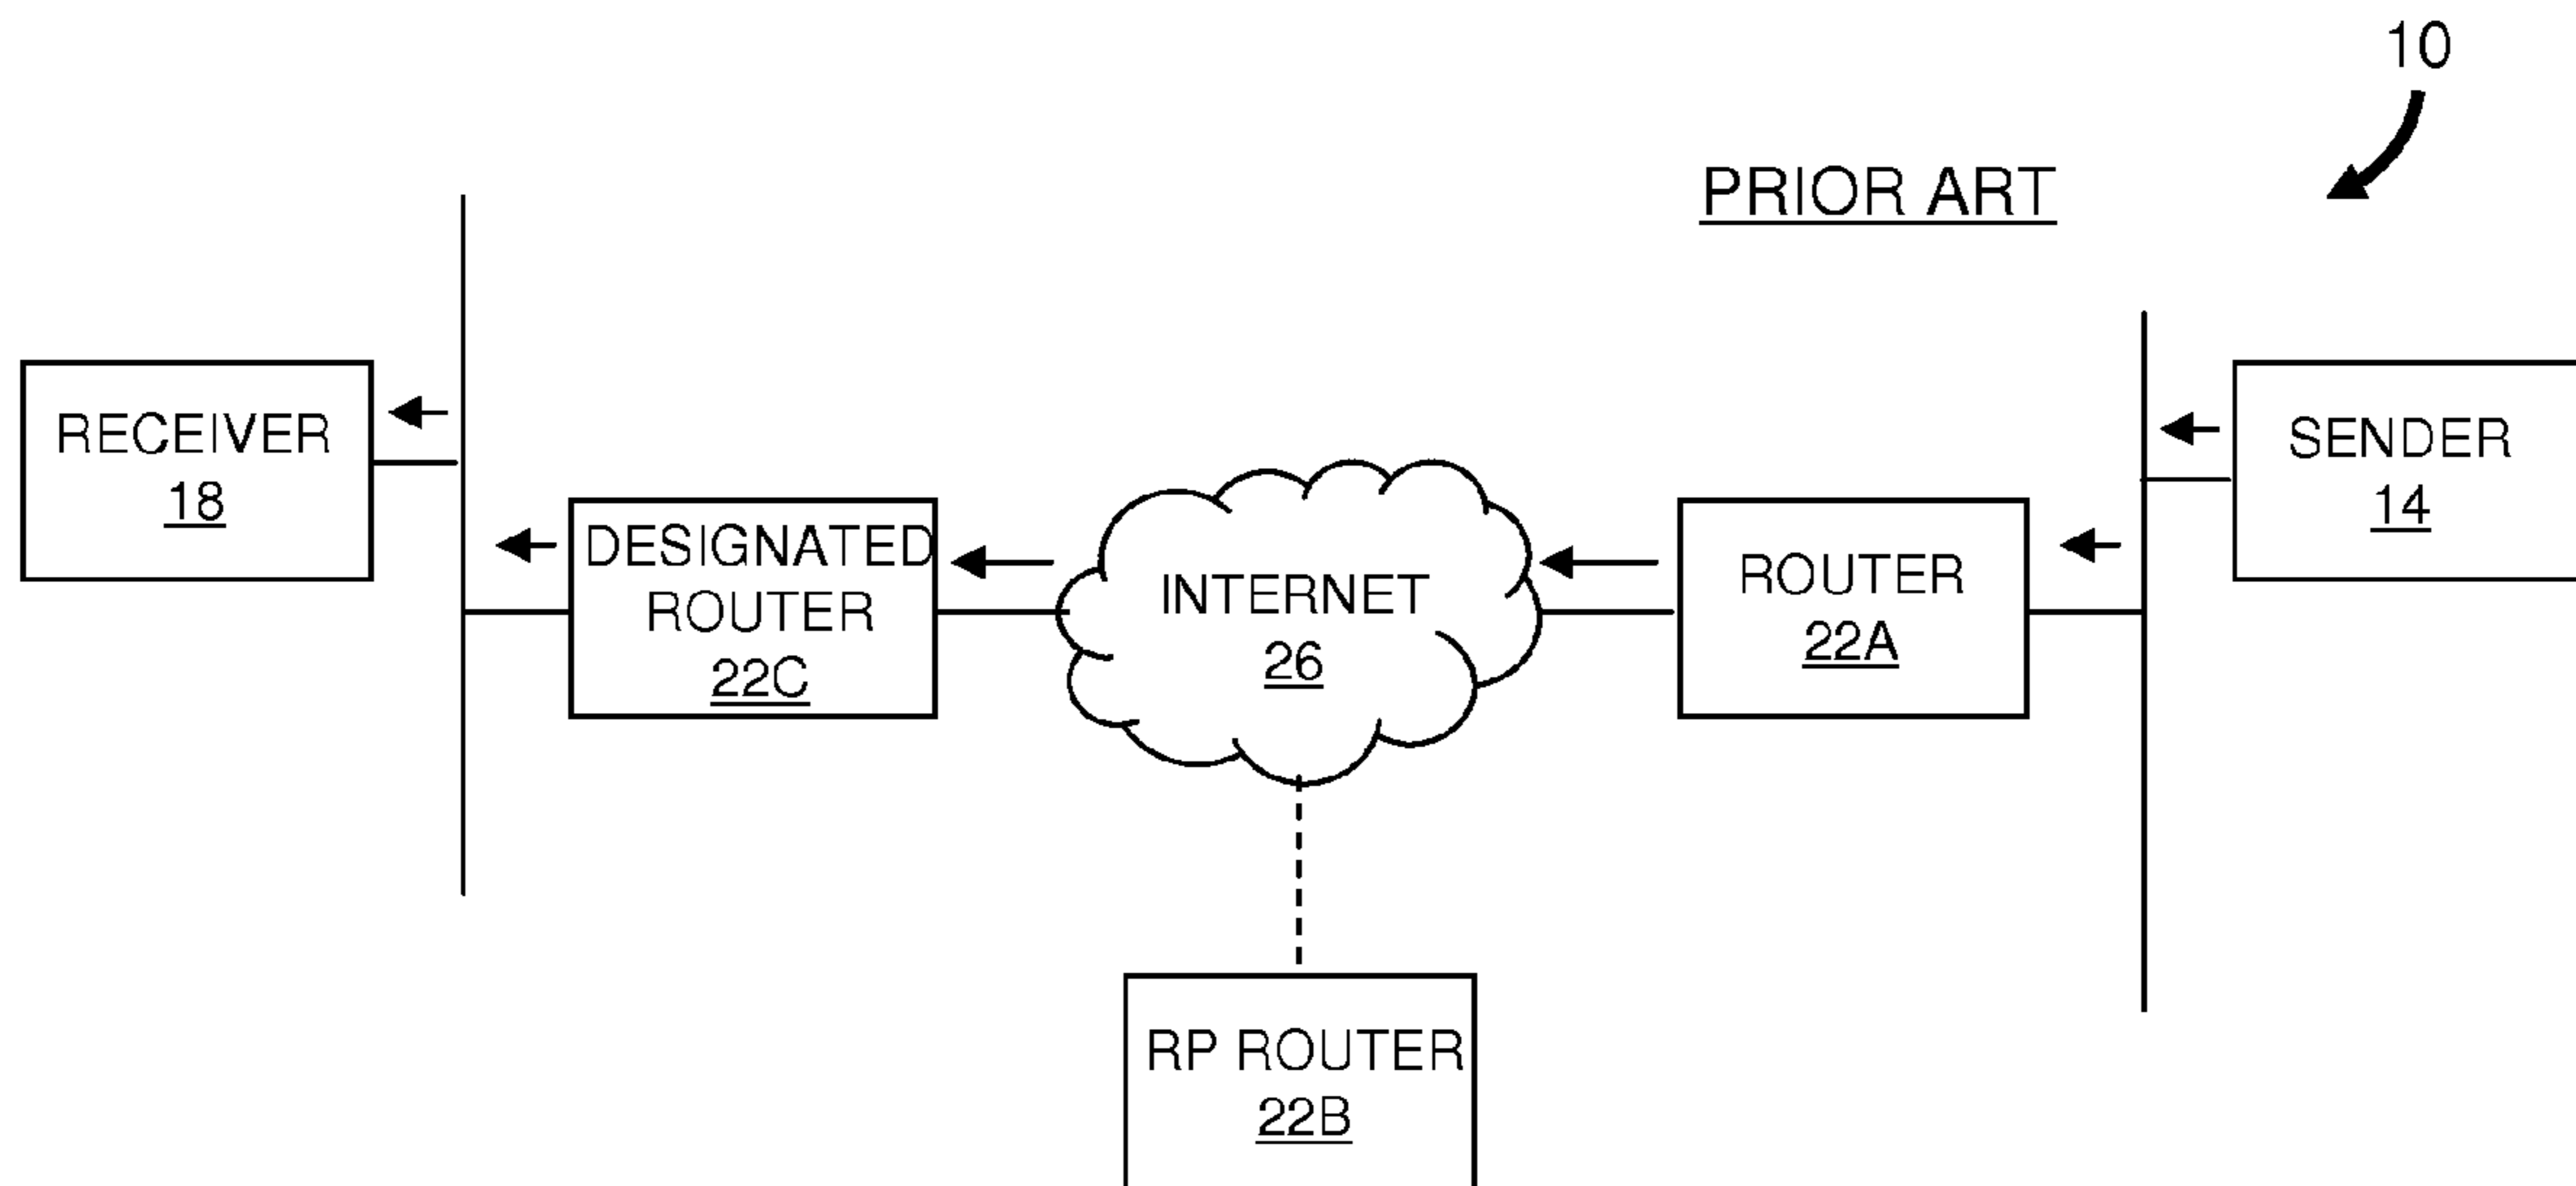 10
PRIOR ART
RECEIVER
18
DESIGNATED
ROUTER
22C
INTERNET
26
ROUTER
22A
SENDER
14
RP ROUTER
22B